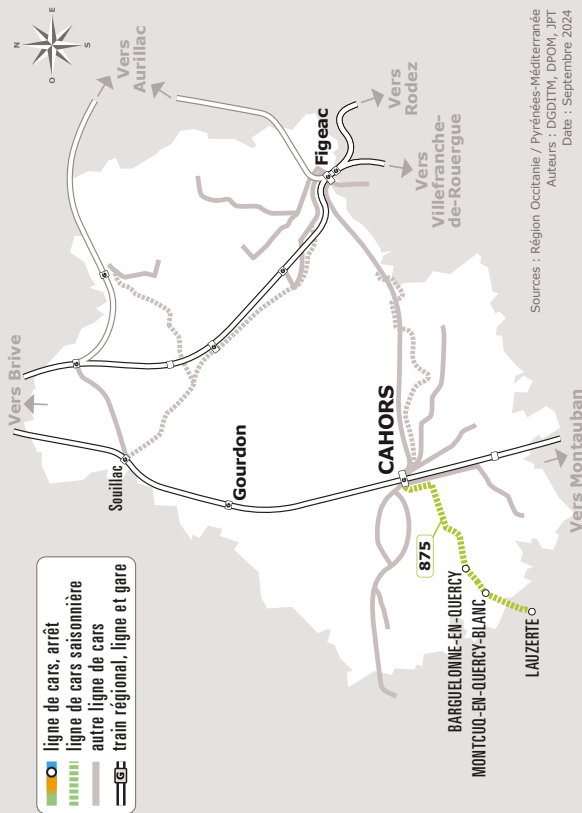 ligne de cars, arrêt
ligne de cars saisonnière
autre ligne de cars
G train régional, ligne et gare
N
E
S
O
Vers Brive
Vers
Aurillac
Souillac
Gourdon
Figeac
Vers
Rodez
Vers
Villefranche-
de-Rouergue
CAHORS
875
BARGUELONNE-EN-QUERCY
MONTCUQ-EN-QUERCY-BLANC
LAUZERTE
Vers Montauban
Sources : Région Occitanie / Pyrénées-Méditerranée
Auteurs : DGDITM, DPOM, JPT
Date : Septembre 2024